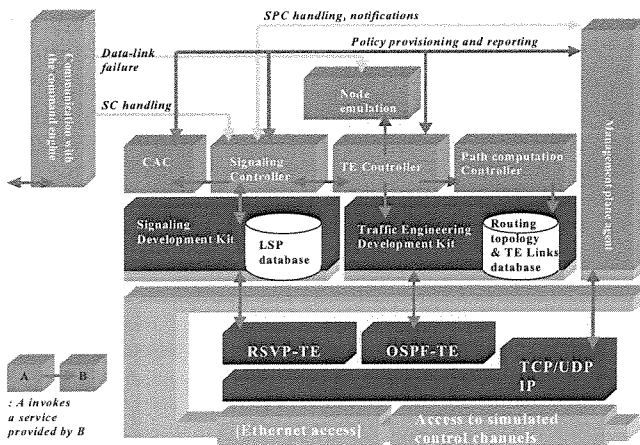 SPC handling, notifications
Policy provisioning and reporting
Data-link
failure
SC handling
Communication with
the command engine
Node
emulation
Management plane agent
CAC
Signaling
Controller
TE Controller
Path computation
Controller
Signaling
Development Kit
LSP
database
Traffic Engineering
Development Kit
Routing
topology
& TE Links
database
RSVP-TE
OSPF-TE
TCP/UDP
IP
A
B
: A invokes
a service
provided by B
[Ethernet access]
Access to simulated
control channels